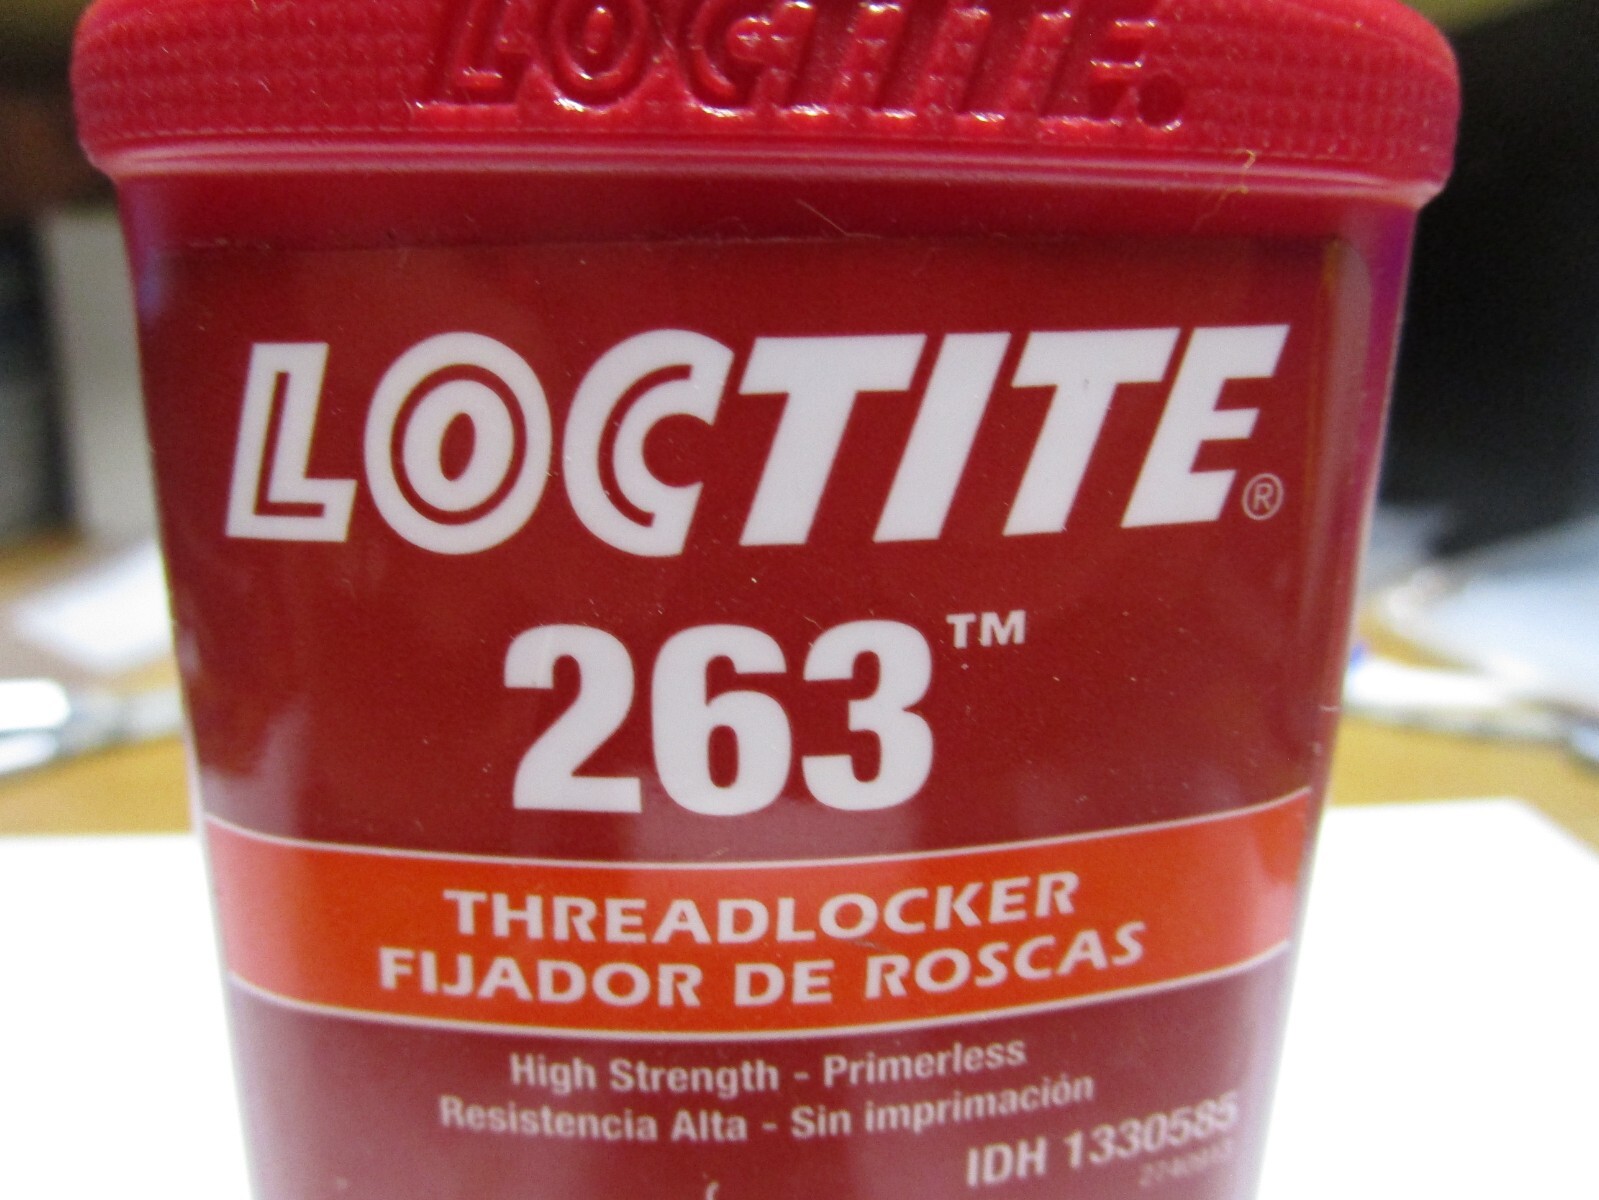 LOCTITE.
LOCTITE®
263™
THREADLOCKER
FIJADOR DE ROSCAS
High Strength - Primerless
Resistencia Alta - Sin imprimación
IDH 1330585